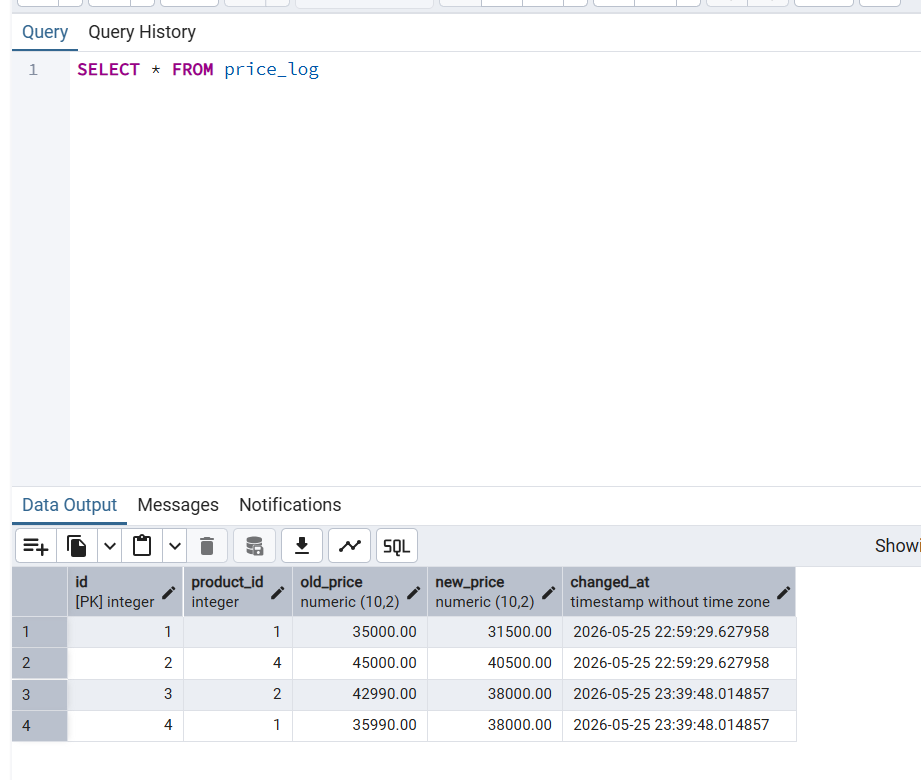 Query Query History
1 SELECT * FROM price_log
Data Output Messages Notifications
SQL Showi
id product_id old_price new_price changed_at
[PK] integer integer numeric (10,2) numeric (10,2) timestamp without time zone
1 1 1 35000.00 31500.00 2026-05-25 22:59:29.627958
2 2 4 45000.00 40500.00 2026-05-25 22:59:29.627958
3 3 2 42990.00 38000.00 2026-05-25 23:39:48.014857
4 4 1 35990.00 38000.00 2026-05-25 23:39:48.014857